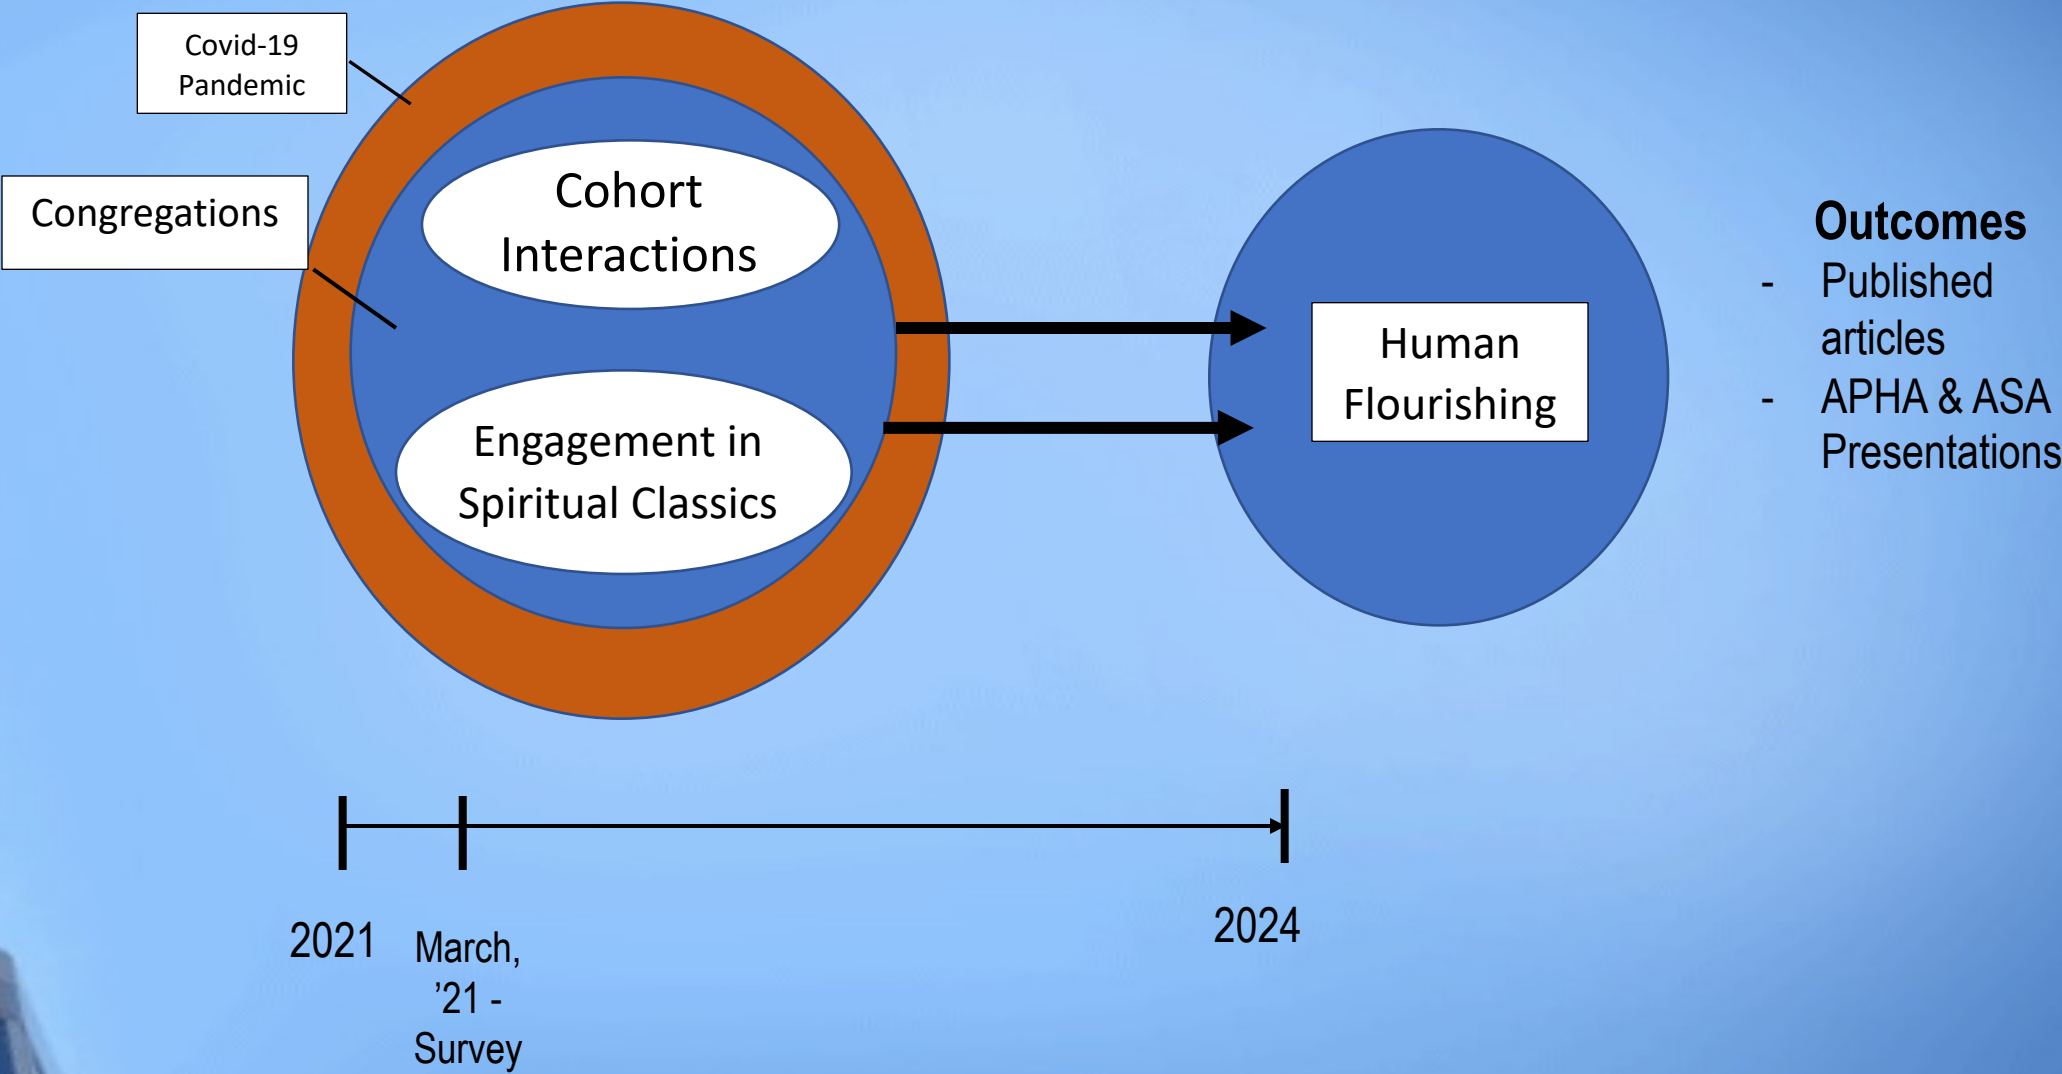 Covid-19
Pandemic
Congregations
Cohort
Interactions
Engagement in
Spiritual Classics
Human
Flourishing
Outcomes
- Published
articles
- APHA & ASA
Presentations
2021
March,
’21 -
Survey
2024